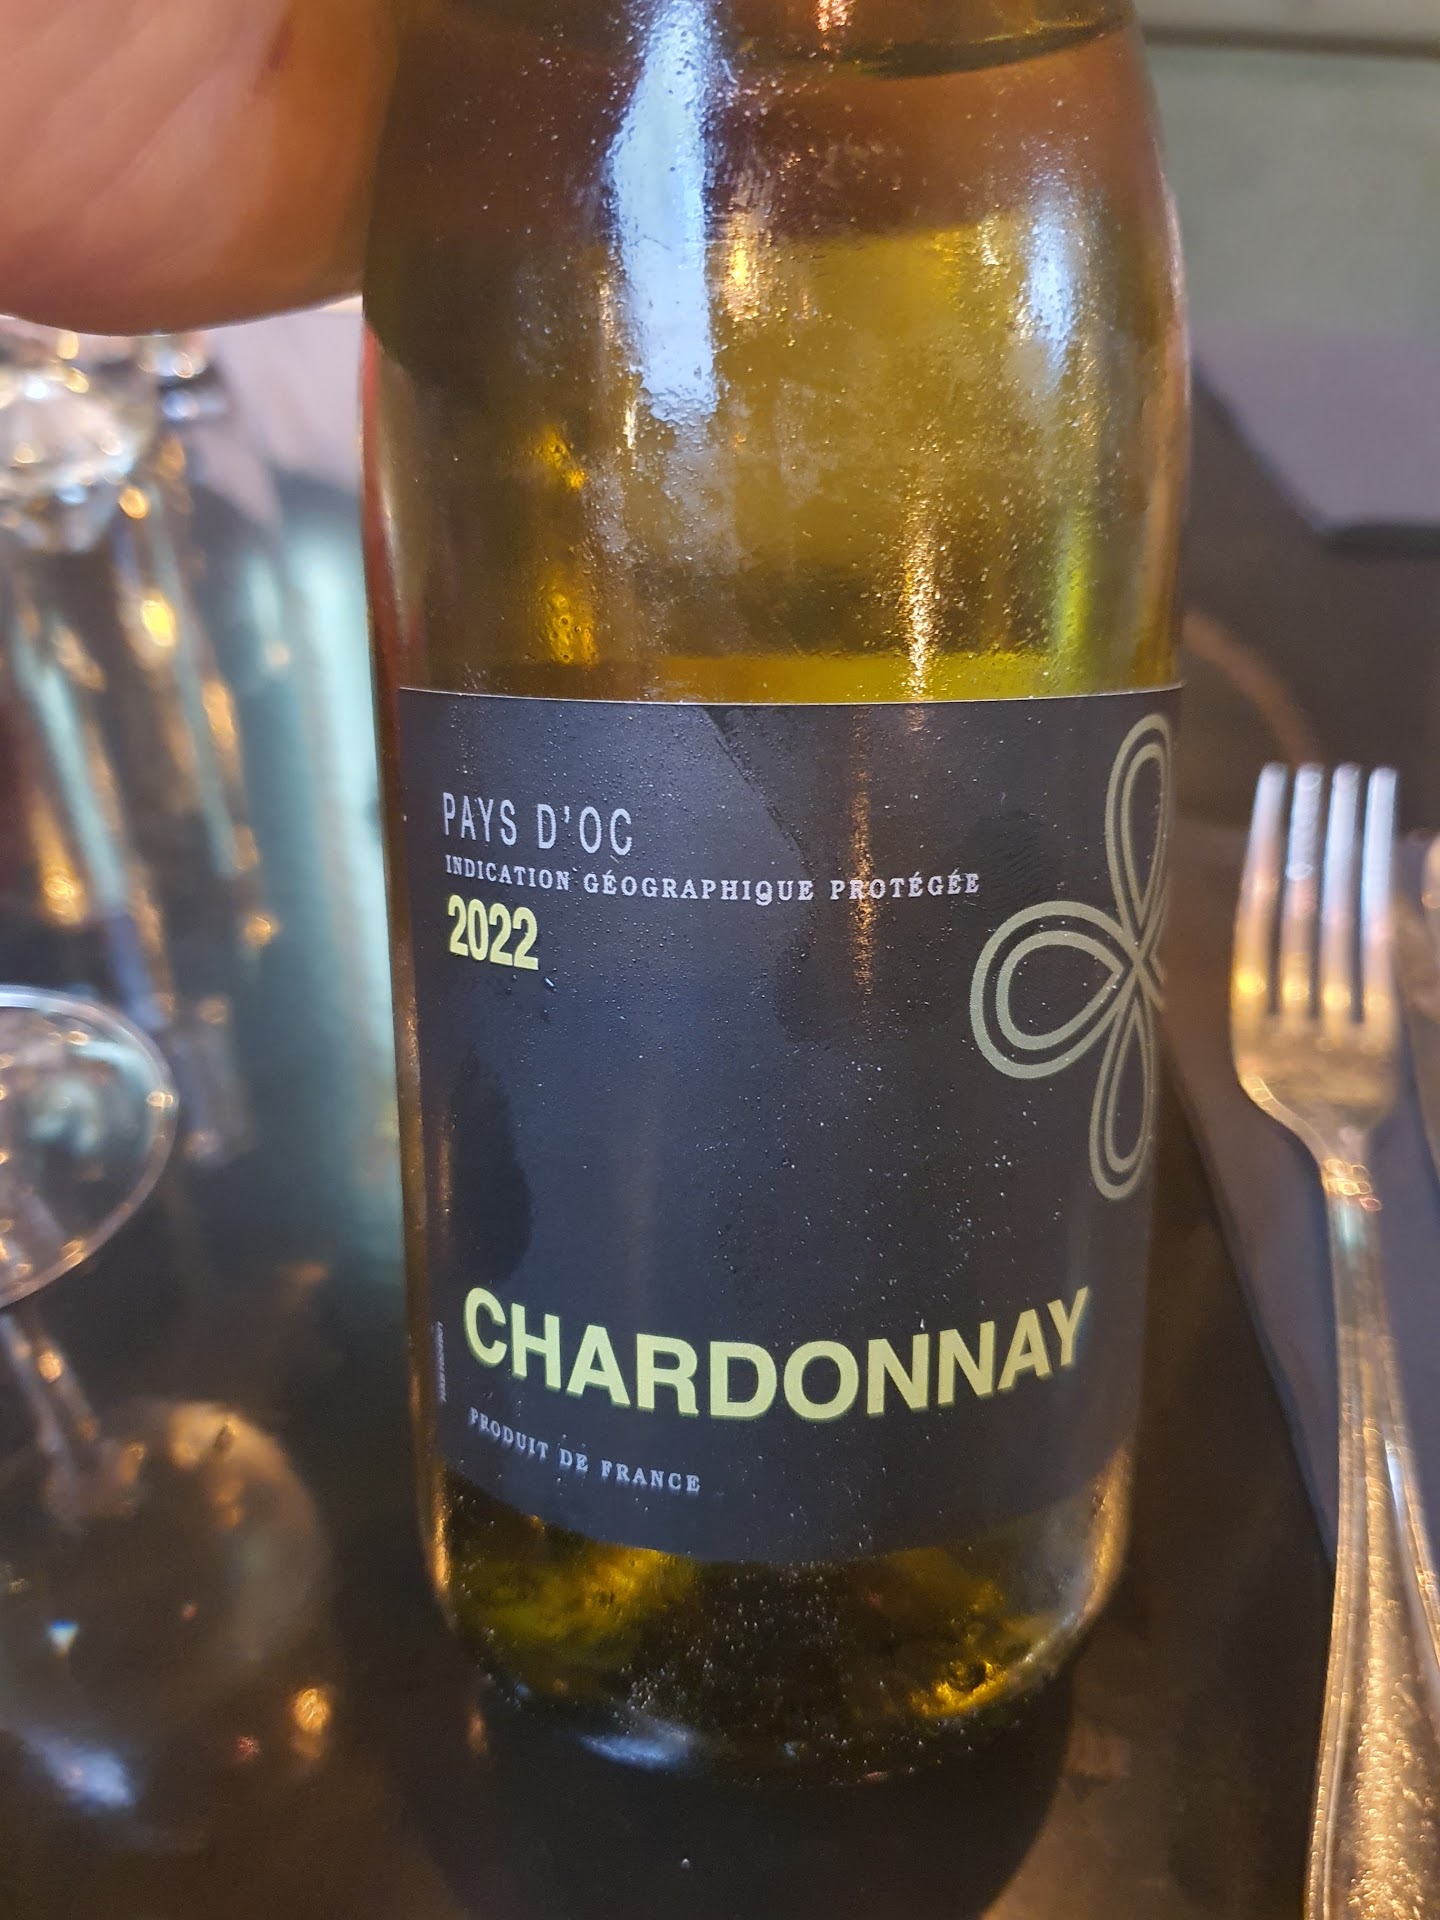 PAYS D'OC
INDICATION GÉOGRAPHIQUE PROTÉGÉE
2022
CHARDONNAY
PRODUIT DE FRANCE